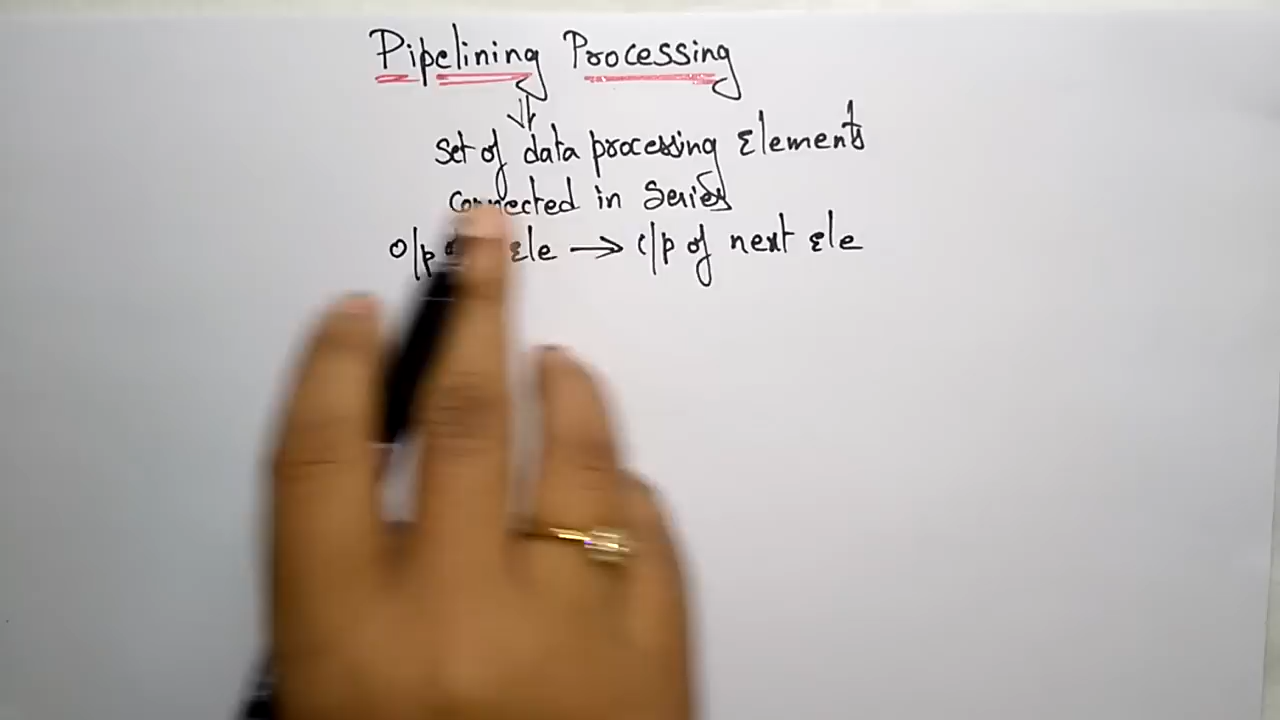 Pipelining Processing
Set of data processing Elements
connected in Series
O/p ele → i/p of next ele